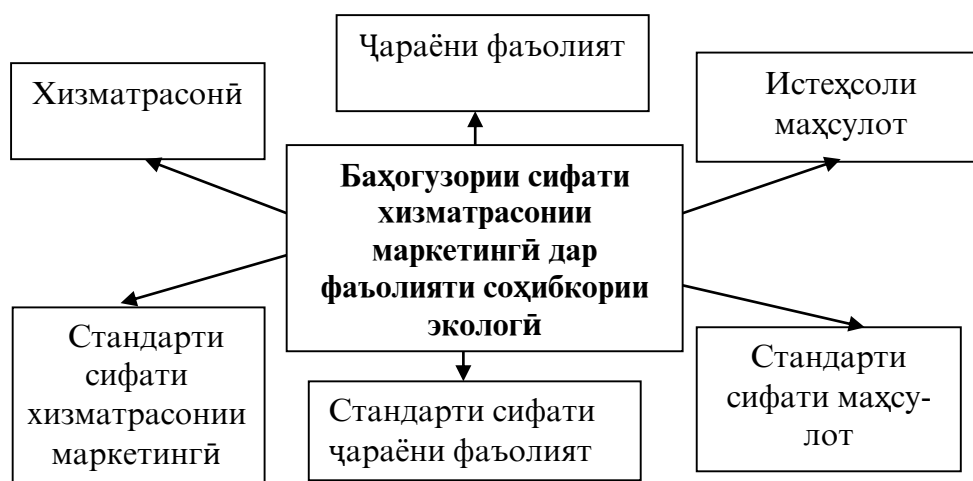 Ҷараёни фаъолият
Хизматрасонӣ
Истеҳсоли
маҳсулот
Баҳогузории сифати
хизматрасонии
маркетингӣ дар
фаъолияти соҳибкории
экологӣ
Стандарти
сифати
хизматрасонии
маркетингӣ
Стандарти сифати
ҷараёни фаъолият
Стандарти
сифати маҳсу-
лот